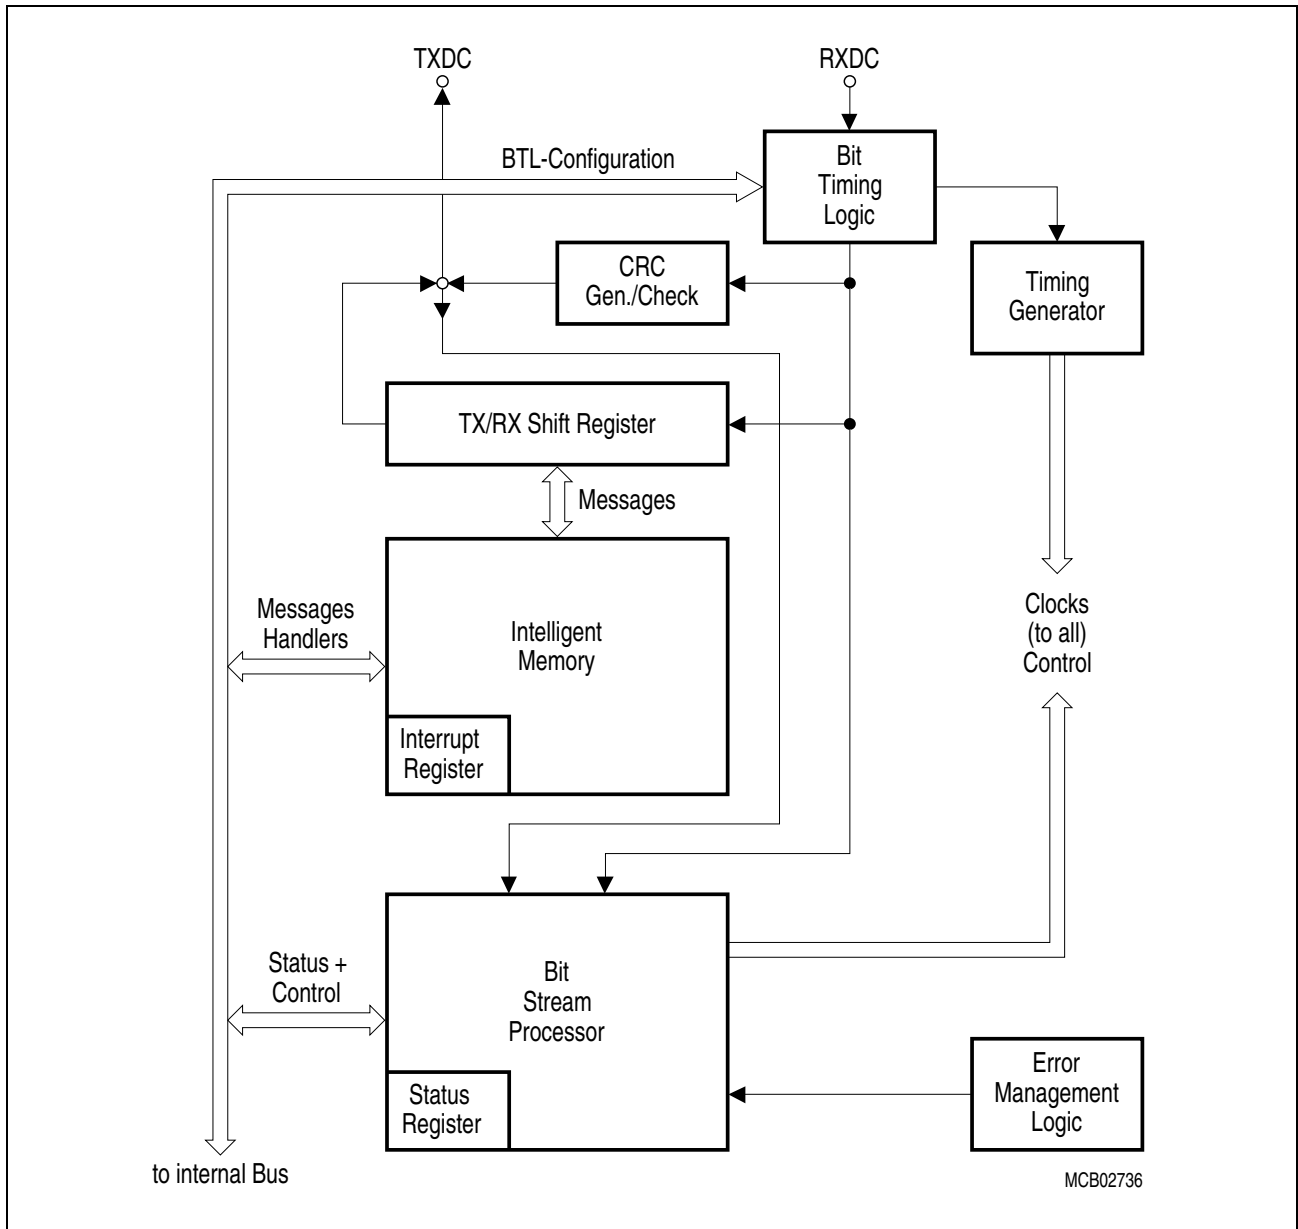 TXDC
RXDC
BTL-Configuration
Bit
Timing
Logic
CRC
Gen./Check
Timing
Generator
TX/RX Shift Register
Messages
Messages
Handlers
Intelligent
Memory
Clocks
(to all)
Control
Interrupt
Register
Status +
Control
Bit
Stream
Processor
Status
Register
Error
Management
Logic
to internal Bus
MCB02736